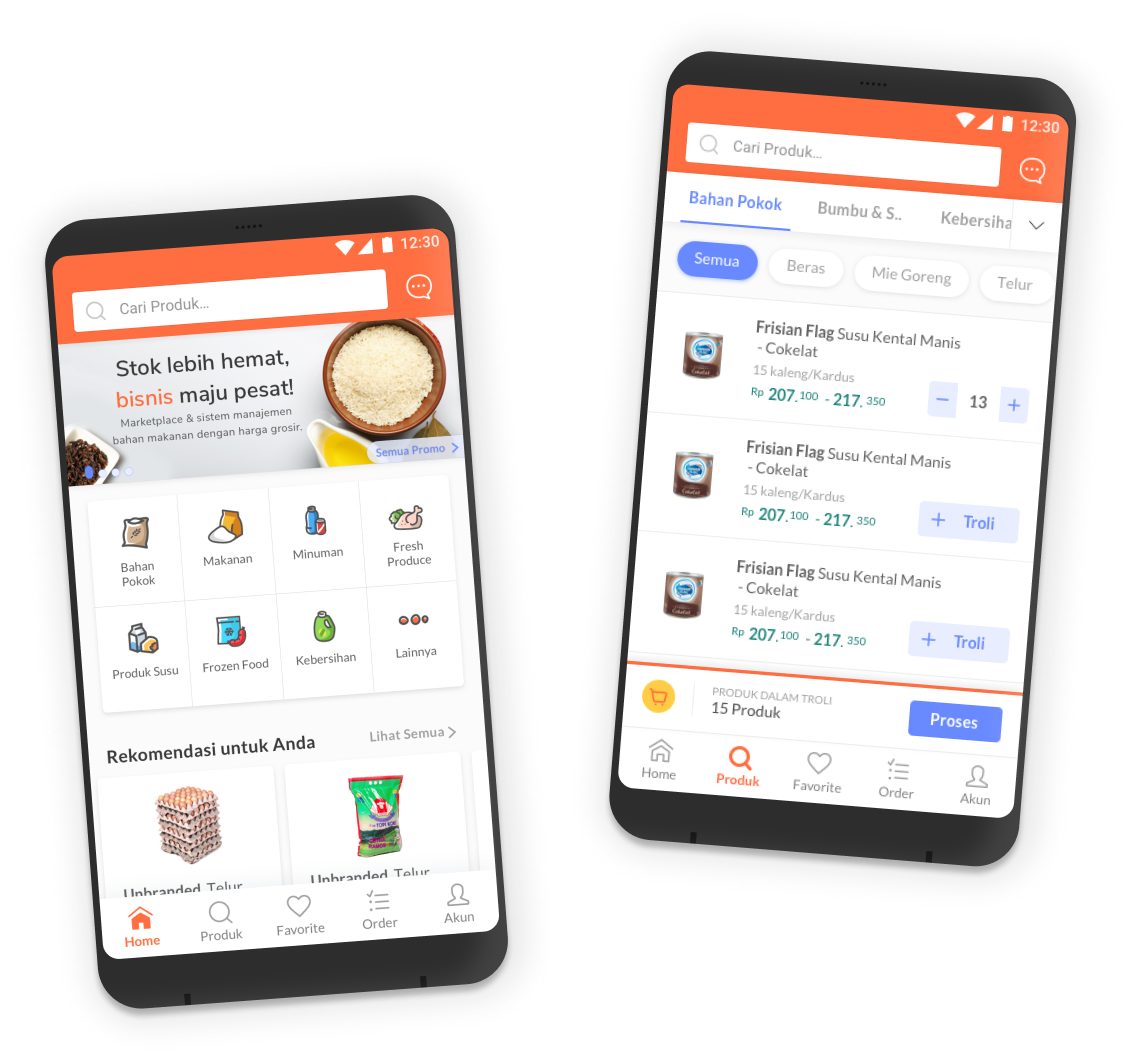 12:30
Cari Produk...
Stok lebih hemat,
bisnis maju pesat!
Marketplace & sistem manajemen
bahan makanan dengan harga grosir.
Semua Promo
Bahan
Pokok
Makanan
Minuman
Fresh
Produce
Produk Susu
Frozen Food
Kebersihan
Lainnya
Rekomendasi untuk Anda
Lihat Semua
Unbranded Telur
Unbranded Telur
Home
Produk
Favorite
Order
Akun
12:30
Cari Produk...
Bahan Pokok
Bumbu & S..
Kebersiha
Semua
Beras
Mie Goreng
Telur
Frisian Flag Susu Kental Manis
- Cokelat
15 kaleng/Kardus
Rp 207.100 - 217. 350
− 13 +
Frisian Flag Susu Kental Manis
- Cokelat
15 kaleng/Kardus
Rp 207.100 - 217. 350
+ Troli
Frisian Flag Susu Kental Manis
- Cokelat
15 kaleng/Kardus
Rp 207.100 - 217. 350
+ Troli
PRODUK DALAM TROLI
15 Produk
Proses
Home
Produk
Favorite
Order
Akun